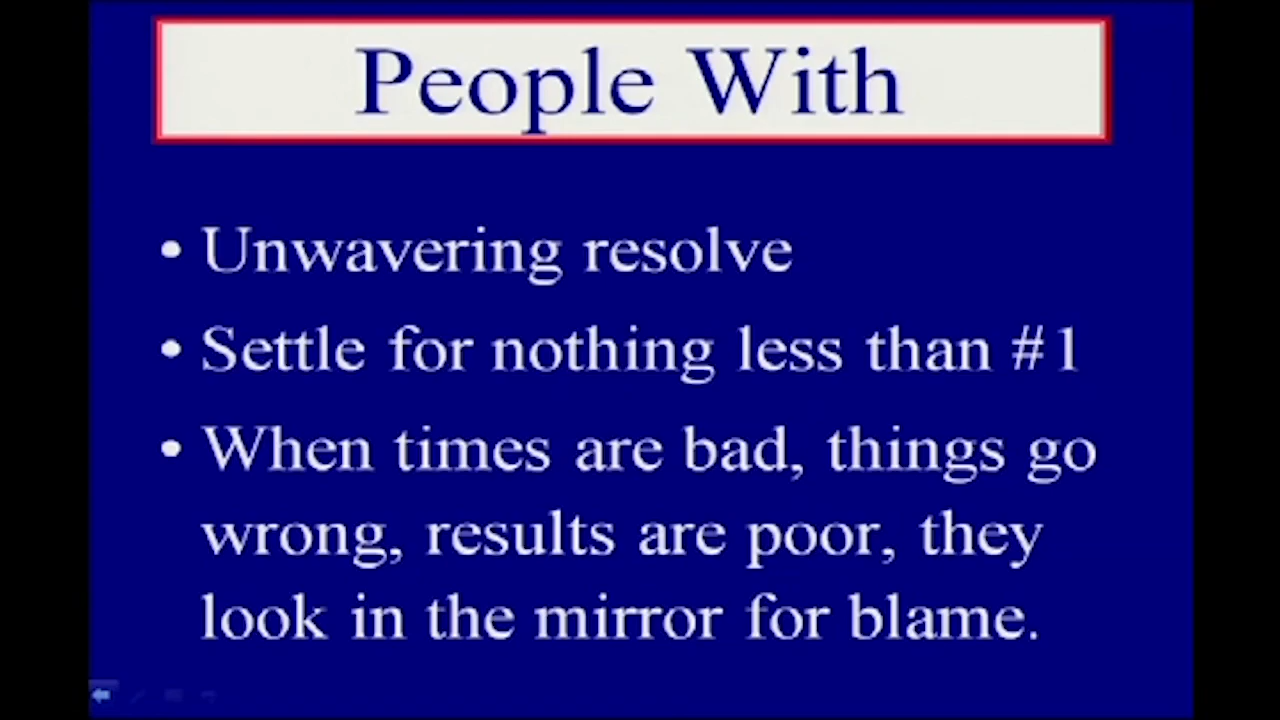 People With
• Unwavering resolve
• Settle for nothing less than #1
• When times are bad, things go
wrong, results are poor, they
look in the mirror for blame.